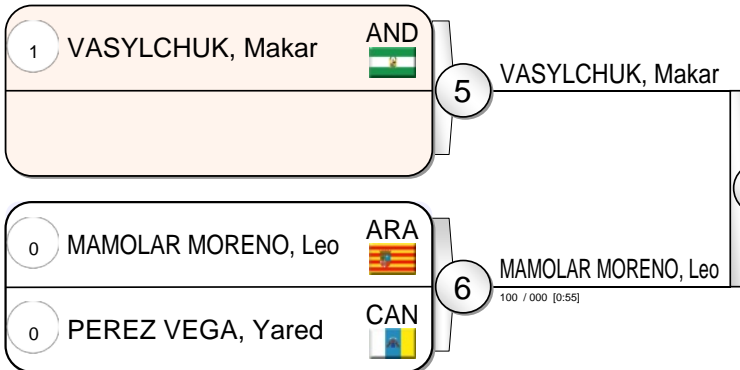 1 VASYLCHUK, Makar AND
5 VASYLCHUK, Makar
0 MAMOLAR MORENO, Leo ARA
6 MAMOLAR MORENO, Leo
100 / 000 [0:55]
0 PEREZ VEGA, Yared CAN